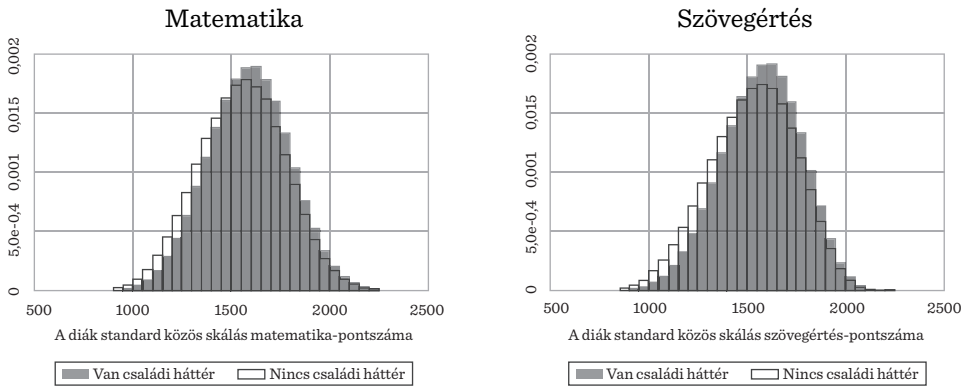 Matematika
0,002
0,015
0,001
5,0e-0,4
0
500 1000 1500 2000 2500
A diák standard közös skálás matematika-pontszáma
Van családi háttér Nincs családi háttér
Szövegértés
0,002
0,015
0,001
5,0e-0,4
0
500 1000 1500 2000 2500
A diák standard közös skálás szövegértés-pontszáma
Van családi háttér Nincs családi háttér